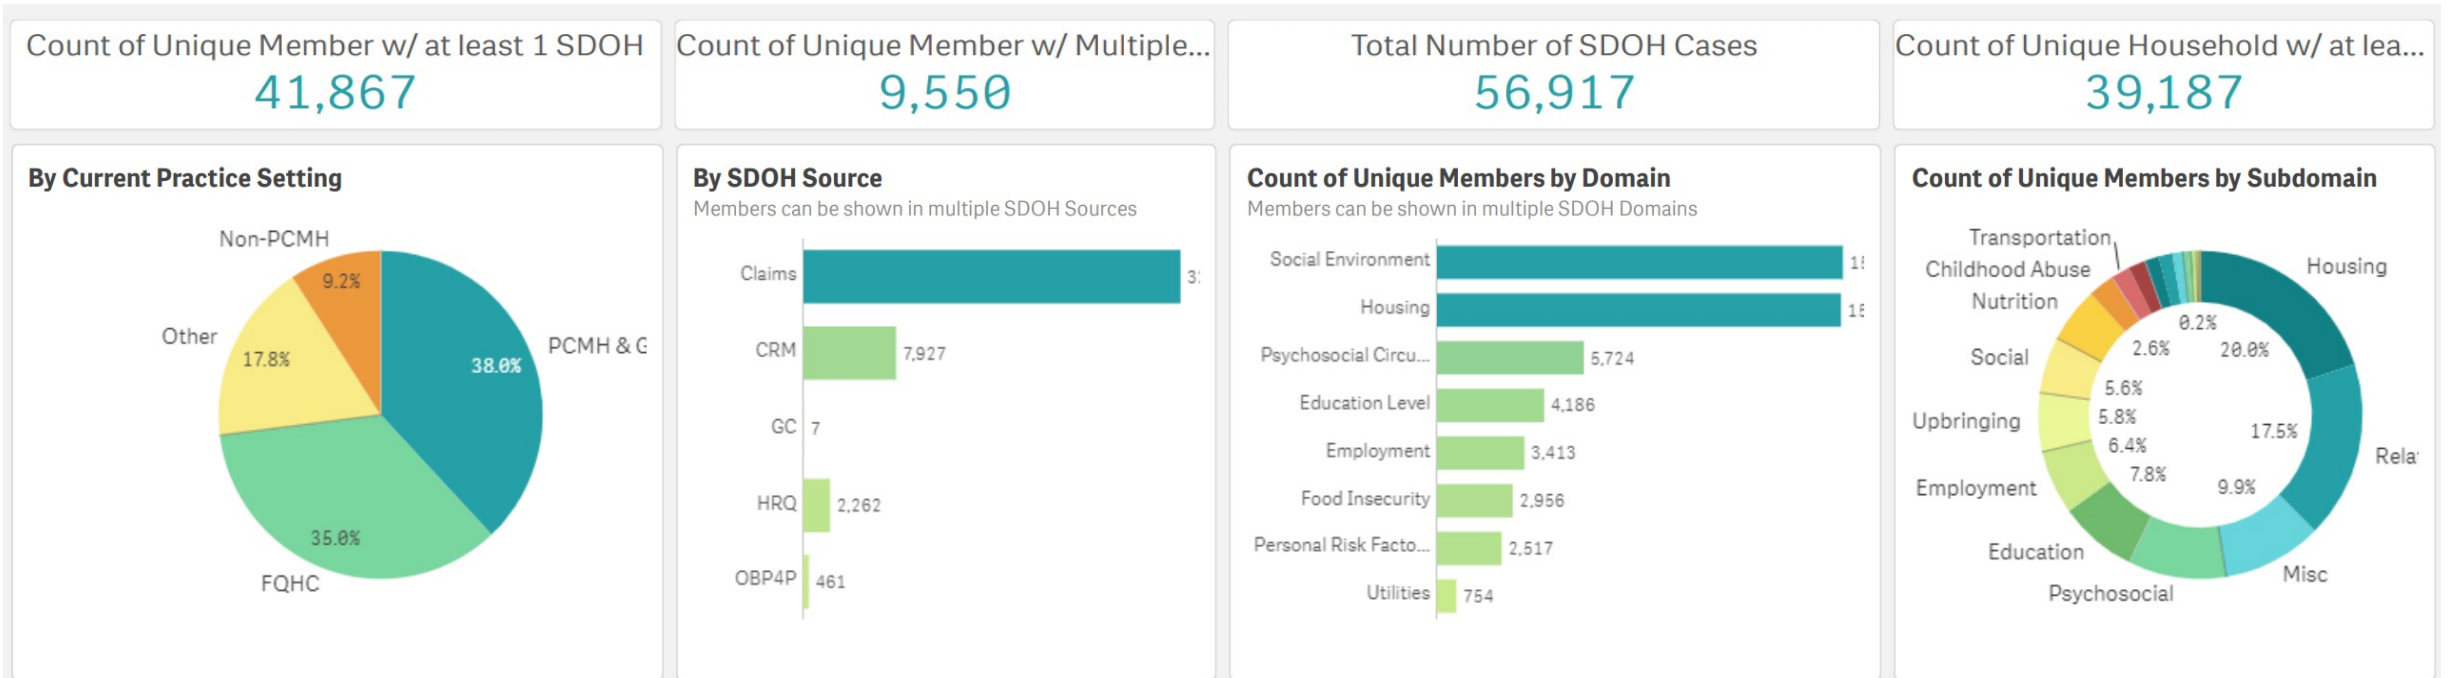 Count of Unique Member w/ at least 1 SDOH
41,867
Count of Unique Member w/ Multiple...
9,550
Total Number of SDOH Cases
56,917
Count of Unique Household w/ at lea...
39,187
By Current Practice Setting
Non-PCMH
9.2%
Other
17.8%
PCMH & G
38.0%
35.0%
FQHC
By SDOH Source
Members can be shown in multiple SDOH Sources
Claims
CRM
7,927
GC
7
HRQ
2,262
OBP4P
461
Count of Unique Members by Domain
Members can be shown in multiple SDOH Domains
Social Environment
Housing
Psychosocial Circu...
5,724
Education Level
4,186
Employment
3,413
Food Insecurity
2,956
Personal Risk Facto...
2,517
Utilities
754
Count of Unique Members by Subdomain
Transportation
Childhood Abuse
Nutrition
Social
Upbringing
Employment
Education
Psychosocial
Misc
Housing
0.2%
2.6%
20.0%
5.6%
5.8%
6.4%
7.8%
17.5%
9.9%